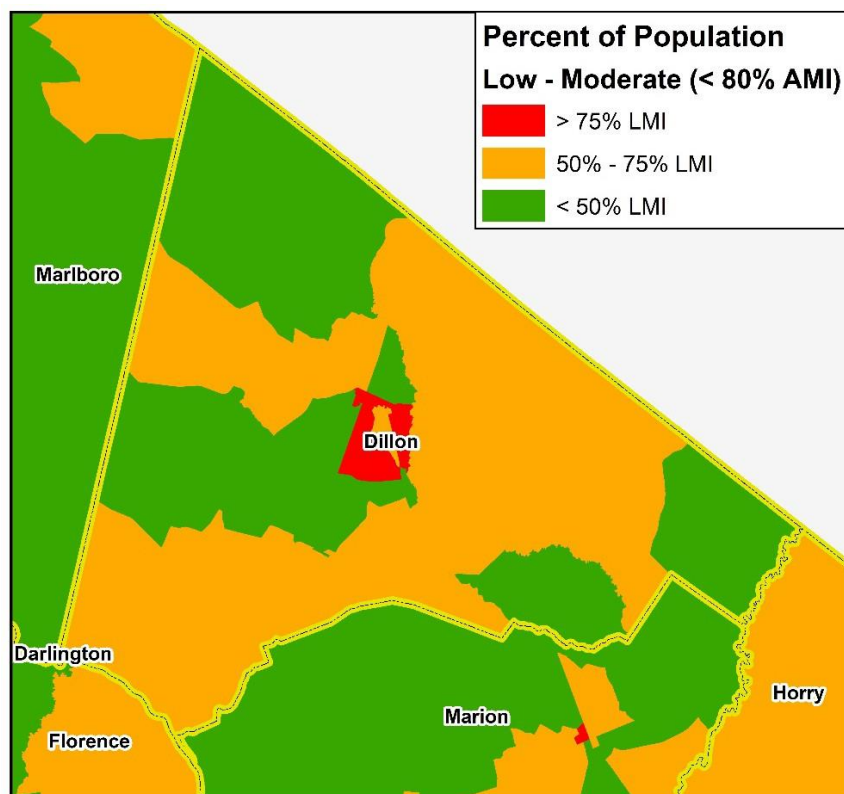 Percent of Population
Low - Moderate (< 80% AMI)
> 75% LMI
50% - 75% LMI
< 50% LMI
Marlboro
Dillon
Darlington
Horry
Marion
Florence